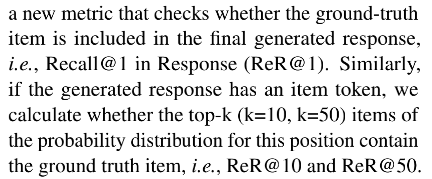 a new metric that checks whether the ground-truth
item is included in the final generated response,
i.e., Recall@1 in Response (ReR@1). Similarly,
if the generated response has an item token, we
calculate whether the top-k (k=10, k=50) items of
the probability distribution for this position contain
the ground truth item, i.e., ReR@10 and ReR@50.